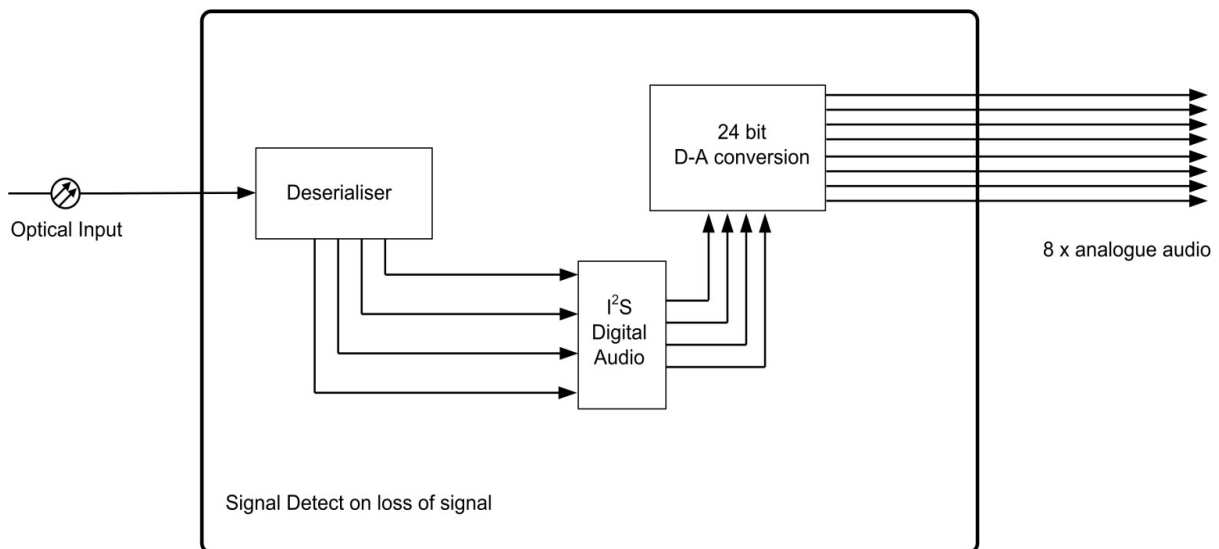 Optical Input
Deserialiser
I²S
Digital
Audio
24 bit
D-A conversion
8 x analogue audio
Signal Detect on loss of signal